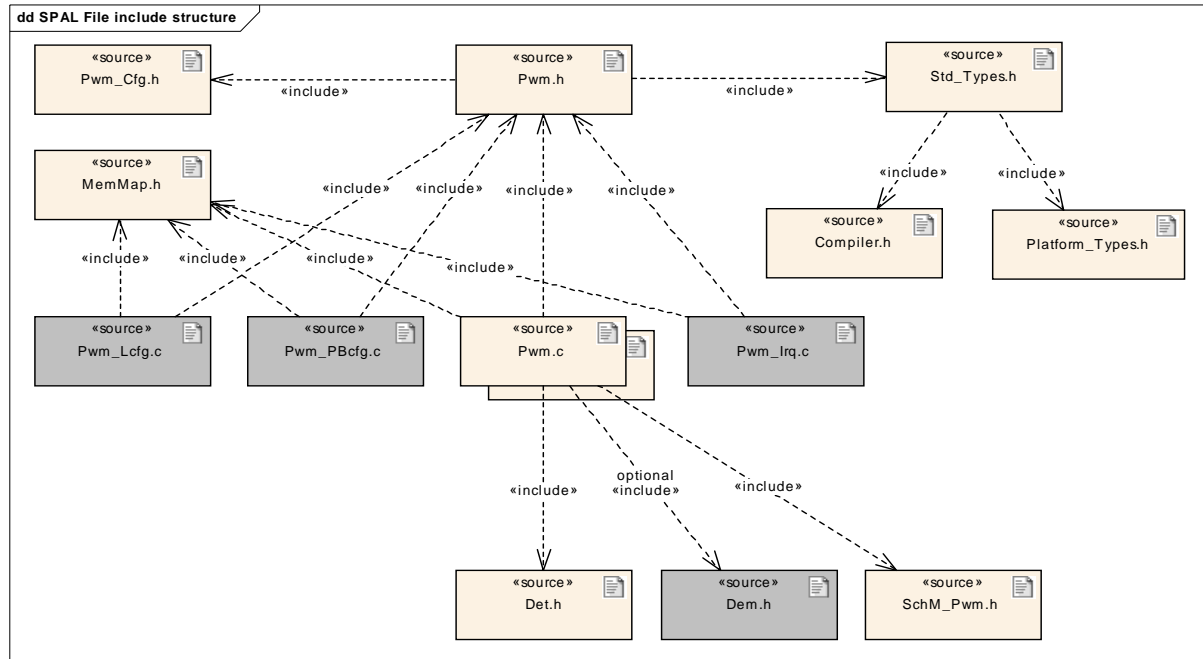 dd SPAL File include structure
«source»
Pwm_Cfg.h
«source»
Pwm.h
«source»
Std_Types.h
«include»
«include»
«source»
MemMap.h
«include»
«include»
«include»
«include»
«include»
«include»
«source»
Compiler.h
«source»
Platform_Types.h
«include»
«include»
«include»
«include»
«source»
Pwm_Lcfg.c
«source»
Pwm_PBcfg.c
«source»
Pwm.c
«source»
Pwm_Irq.c
«include»
optional
«include»
«include»
«source»
Det.h
«source»
Dem.h
«source»
SchM_Pwm.h